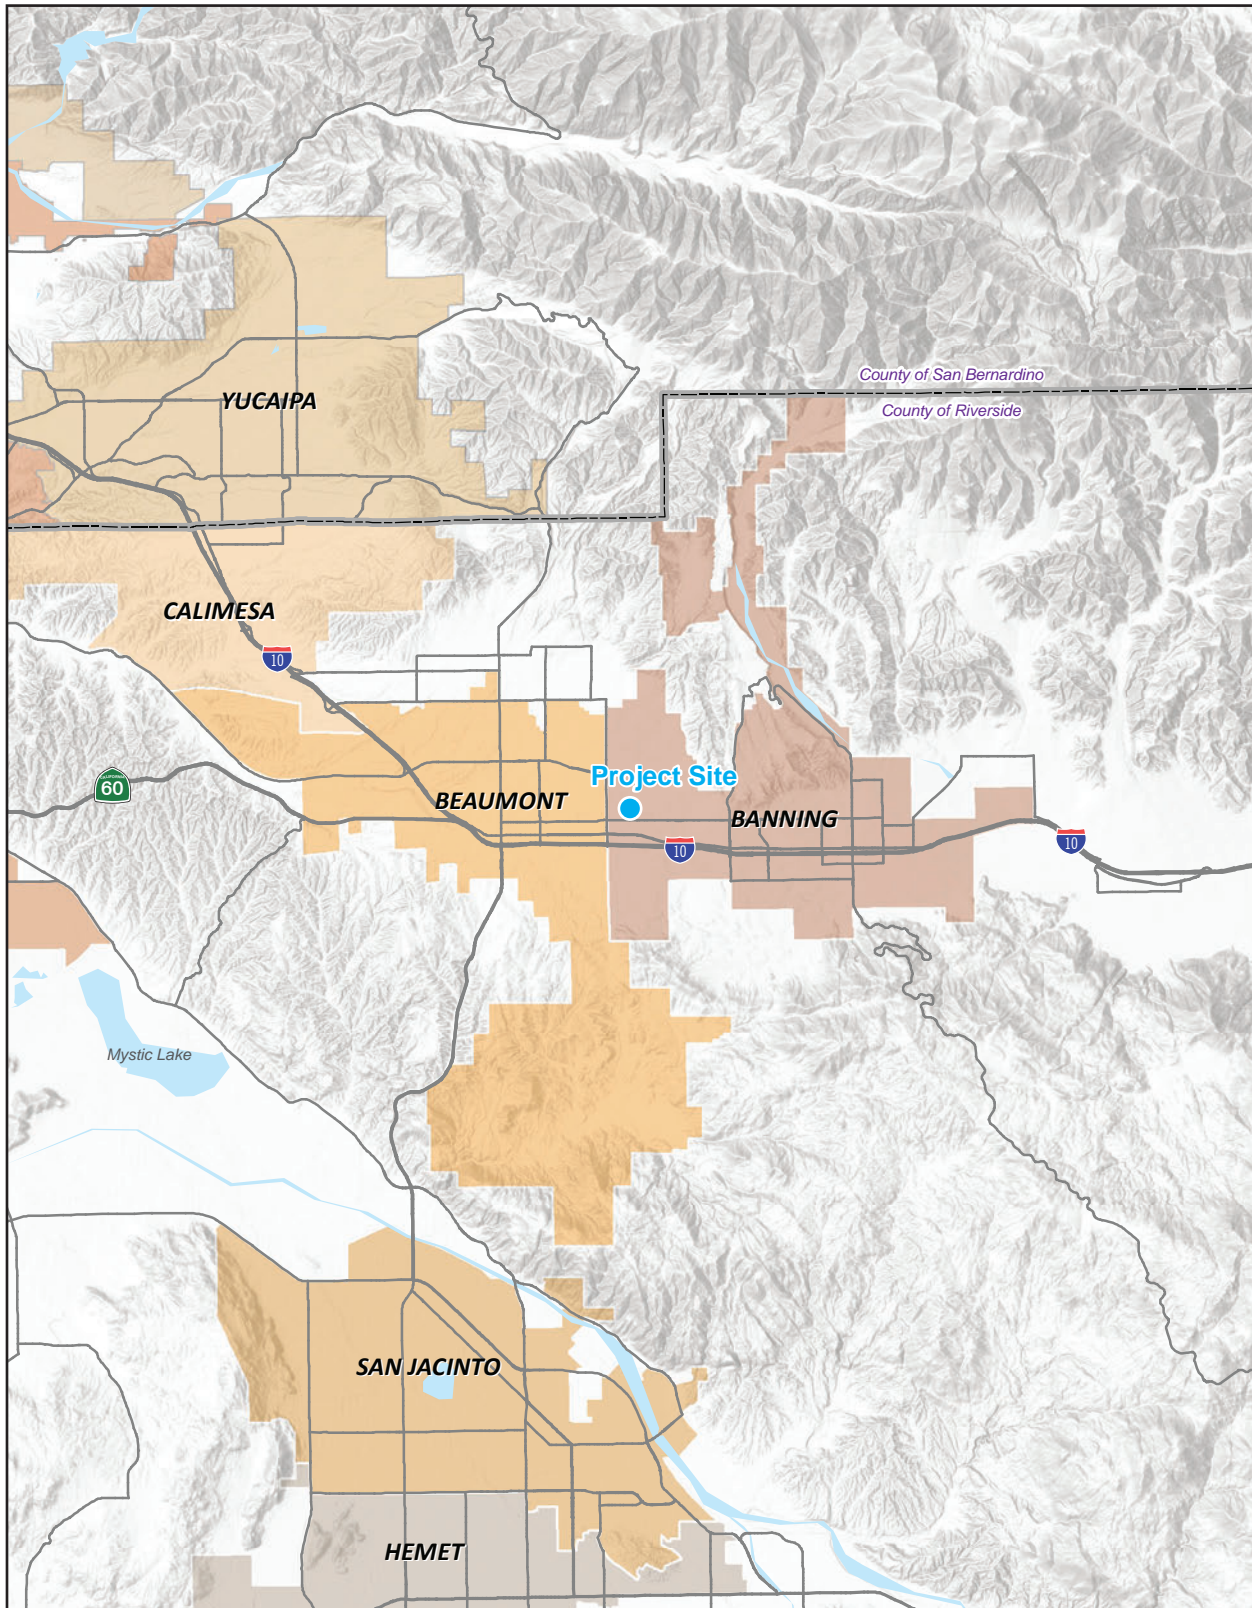 County of San Bernardino
YUCAIPA
County of Riverside
CALIMESA
10
Project Site
CALIFORNIA
60
BEAUMONT
BANNING
10
10
Mystic Lake
SAN JACINTO
HEMET